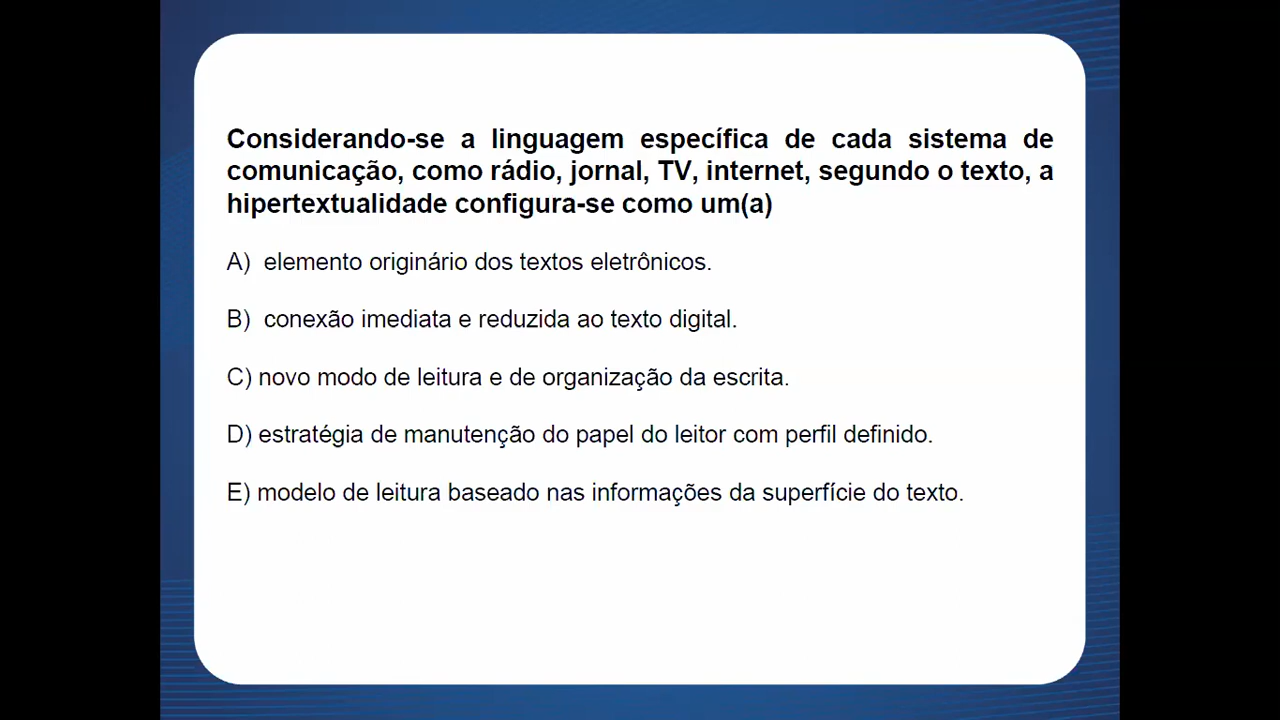 Considerando-se a linguagem específica de cada sistema de
comunicação, como rádio, jornal, TV, internet, segundo o texto, a
hipertextualidade configura-se como um(a)
A) elemento originário dos textos eletrônicos.
B) conexão imediata e reduzida ao texto digital.
C) novo modo de leitura e de organização da escrita.
D) estratégia de manutenção do papel do leitor com perfil definido.
E) modelo de leitura baseado nas informações da superfície do texto.